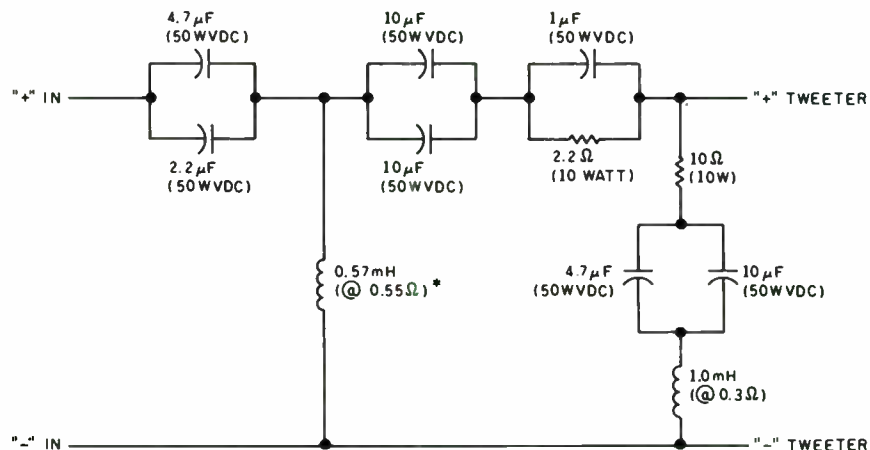 4.7µF
(50WVDC)
10µF
(50WVDC)
1µF
(50WVDC)
"+" IN
"+" TWEETER
2.2µF
(50WVDC)
10µF
(50WVDC)
2.2Ω
(10 WATT)
10Ω
(10W)
0.57mH
(@ 0.55Ω)*
4.7µF
(50WVDC)
10µF
(50WVDC)
1.0mH
(@ 0.3Ω)
"-" IN
"-" TWEETER